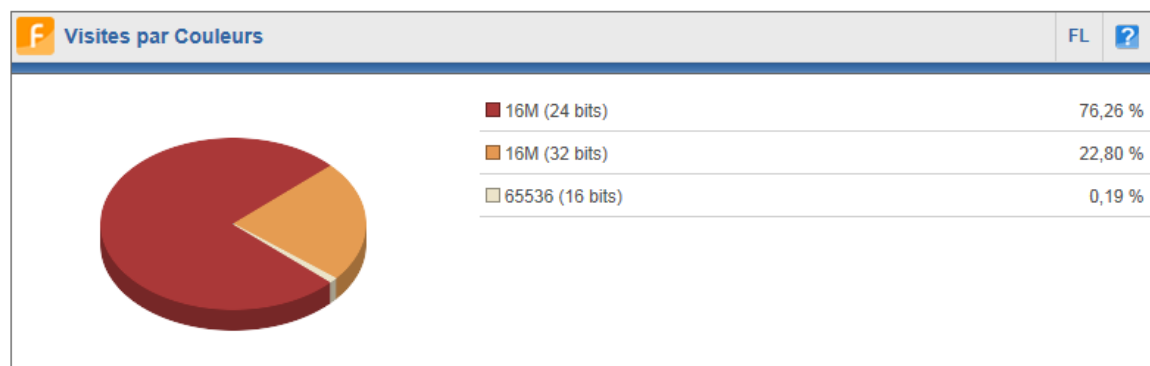 F Visites par Couleurs FL ?
16M (24 bits) 76,26 %
16M (32 bits) 22,80 %
65536 (16 bits) 0,19 %